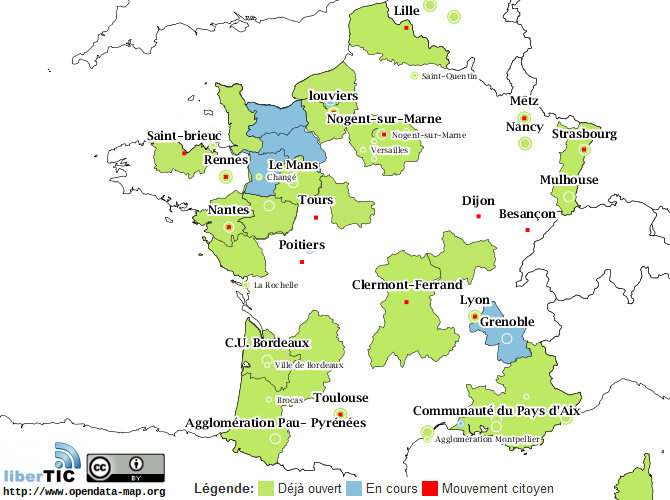 Lille
Saint-Quentin
louviers
Metz
Nogent-sur-Marne
Nancy
Strasbourg
Saint-brieuc
Nogent-sur-Marne
Versailles
Rennes
Le Mans
Changé
Mulhouse
Tours
Dijon
Nantes
Besançon
Poitiers
La Rochelle
Clermont-Ferrand
Lyon
Grenoble
C.U. Bordeaux
Ville de Bordeaux
Brocas
Toulouse
Communauté du Pays d'Aix
Agglomération Pau- Pyrénées
Agglomération Montpellier
liberTIC
cc BY
http://www.opendata-map.org
Légende: Déjà ouvert En cours Mouvement citoyen